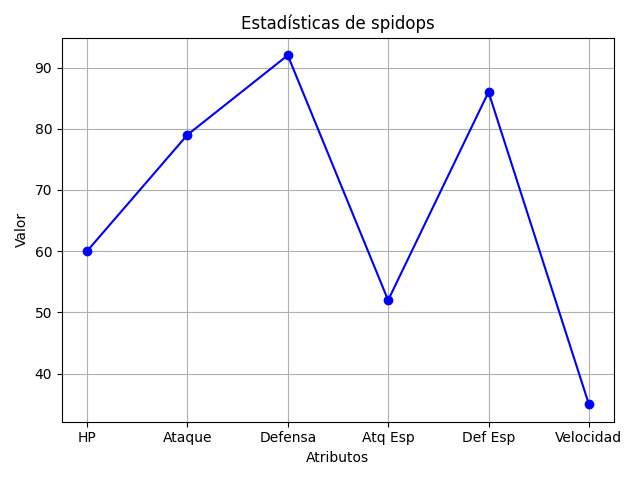 Estadísticas de spidops
90
80
70
60
50
40
Valor
HP Ataque Defensa Atq Esp Def Esp Velocidad
Atributos